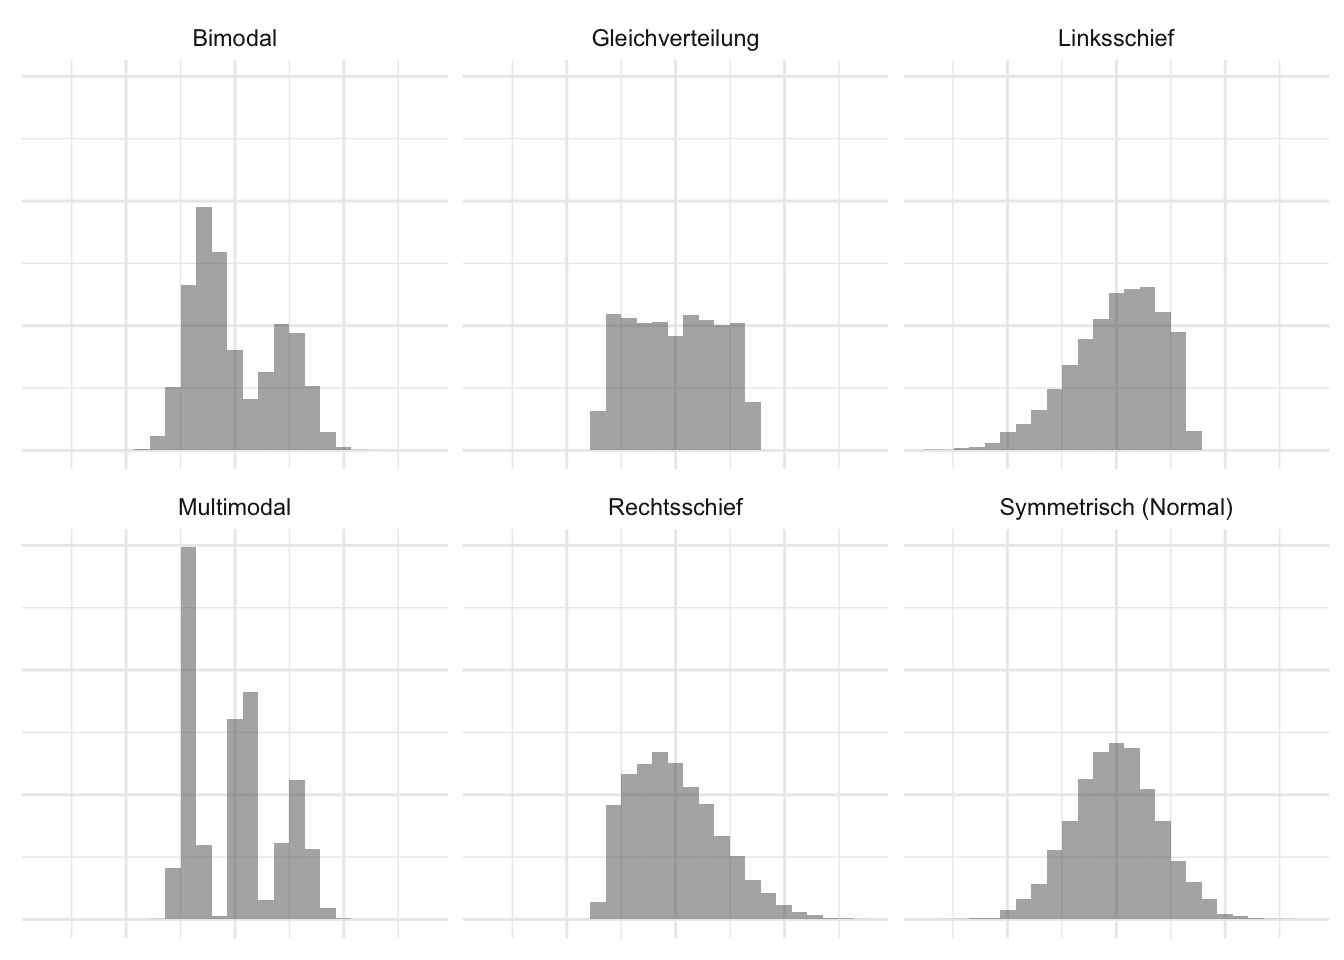 Bimodal
Gleichverteilung
Linksschief
Multimodal
Rechtsschief
Symmetrisch (Normal)